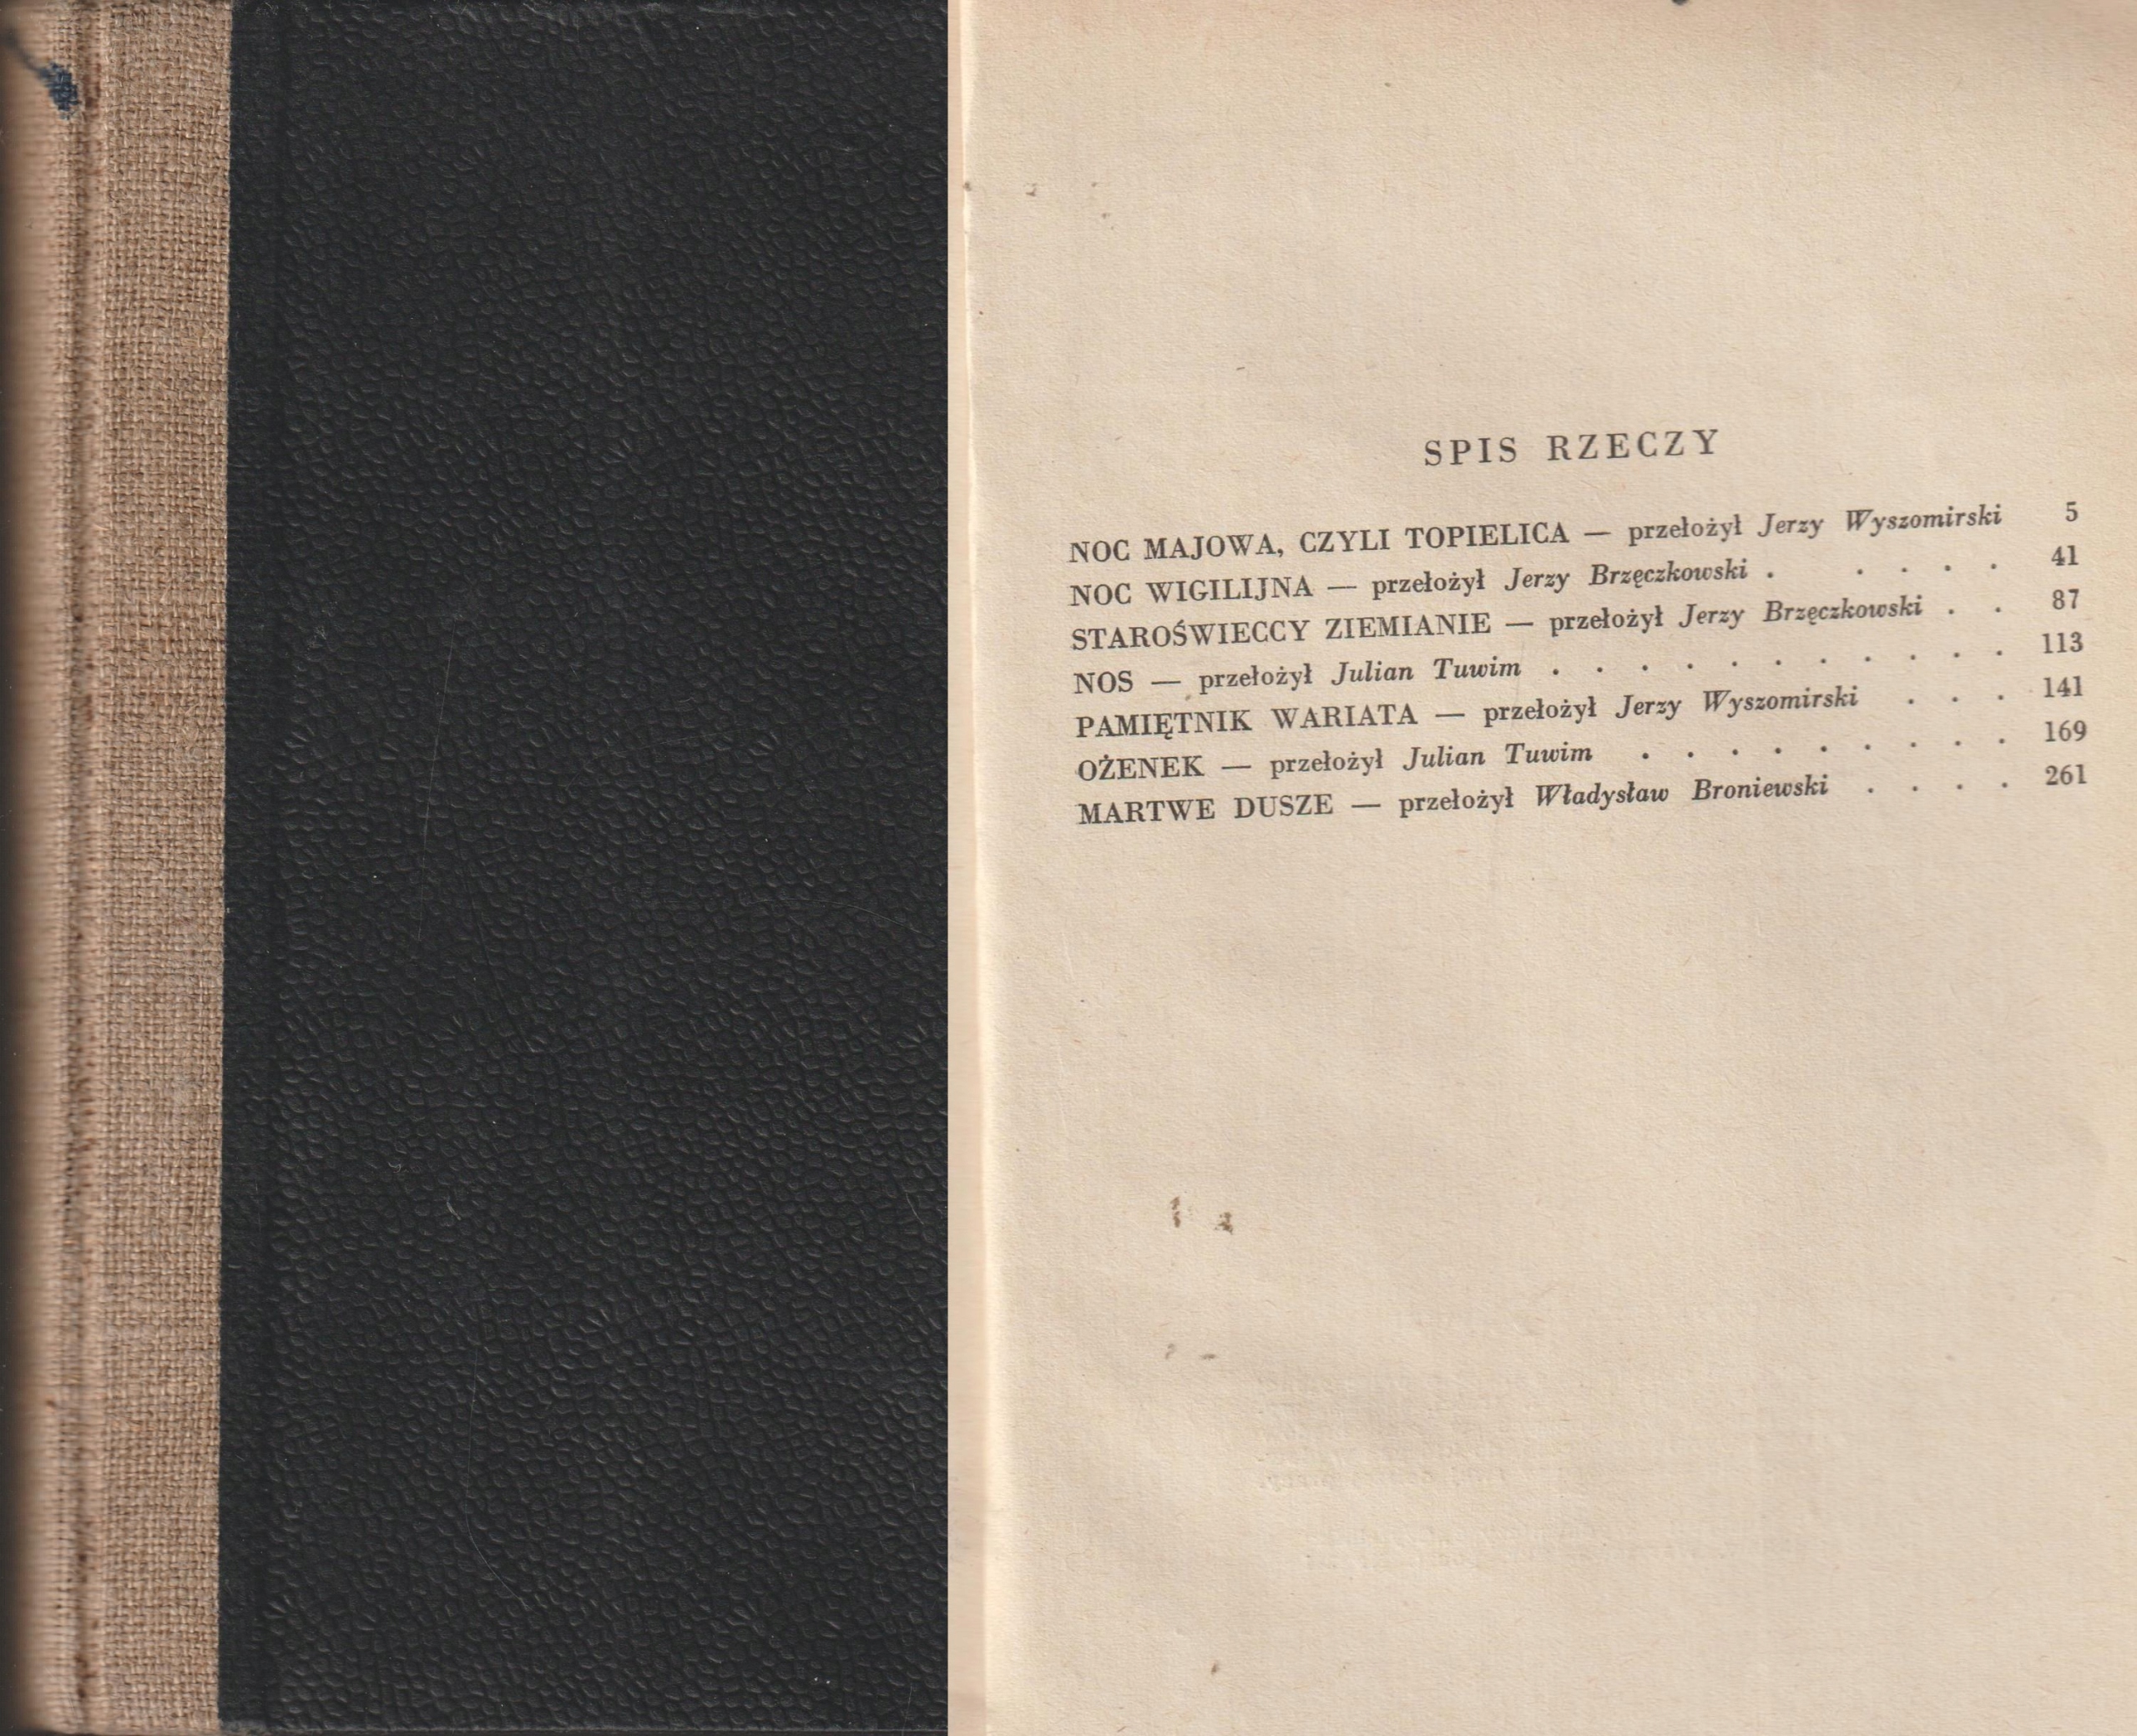 SPIS RZECZY
NOC MAJOWA, CZYLI TOPIELICA — przełożył Jerzy Wyszomirski 5
NOC WIGILIJNA — przełożył Jerzy Brzęczkowski . . . . . 41
STAROŚWIECCY ZIEMIANIE — przełożył Jerzy Brzęczkowski . . 87
NOS — przełożył Julian Tuwim . . . . . . . . . . . 113
PAMIĘTNIK WARIATA — przełożył Jerzy Wyszomirski . . . 141
OŻENEK — przełożył Julian Tuwim . . . . . . . . . 169
MARTWE DUSZE — przełożył Władysław Broniewski . . . . 261